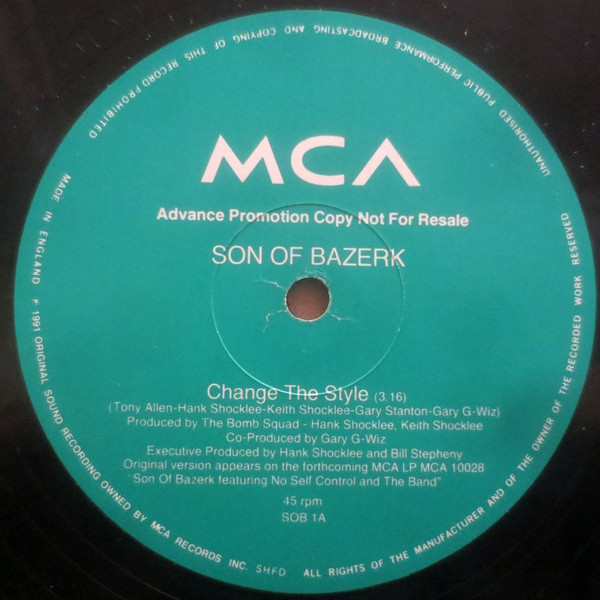 MCA
Advance Promotion Copy Not For Resale
SON OF BAZERK
Change The Style (3.16)
(Tony Allen-Hank Shocklee-Keith Shocklee-Gary Stanton-Gary G-Wiz)
Produced by The Bomb Squad - Hank Shocklee, Keith Shocklee
Co-Produced by Gary G-Wiz
Executive Produced by Hank Shocklee and Bill Stepheny
Original version appears on the forthcoming MCA LP MCA 10028
"Son Of Bazerk featuring No Self Control and The Band"
45 rpm
SOB 1A
MADE IN ENGLAND ℗ 1991 ORIGINAL SOUND RECORDING OWNED BY MCA RECORDS INC. SHFD ALL RIGHTS OF THE MANUFACTURER AND OF THE OWNER OF THE RECORDED WORK RESERVED
UNAUTHORISED PUBLIC PERFORMANCE BROADCASTING AND COPYING OF THIS RECORD PROHIBITED